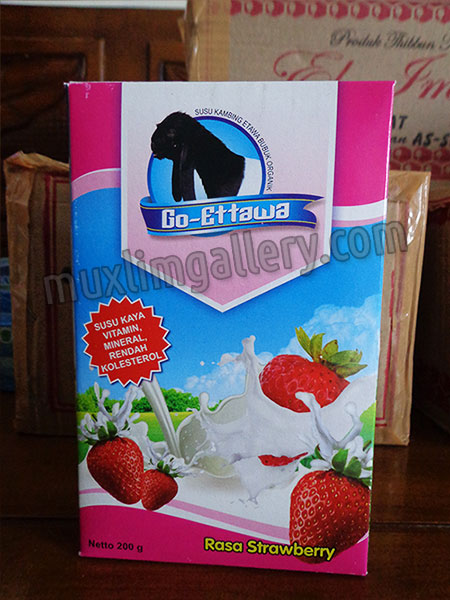 Produk Thibbun
SUSU KAMBING ETAWA BUBUK ORGANIK
Go-Ettawa
muxlimgallery.com
SUSU KAYA
VITAMIN,
MINERAL,
RENDAH
KOLESTEROL
Netto 200 g
Rasa Strawberry